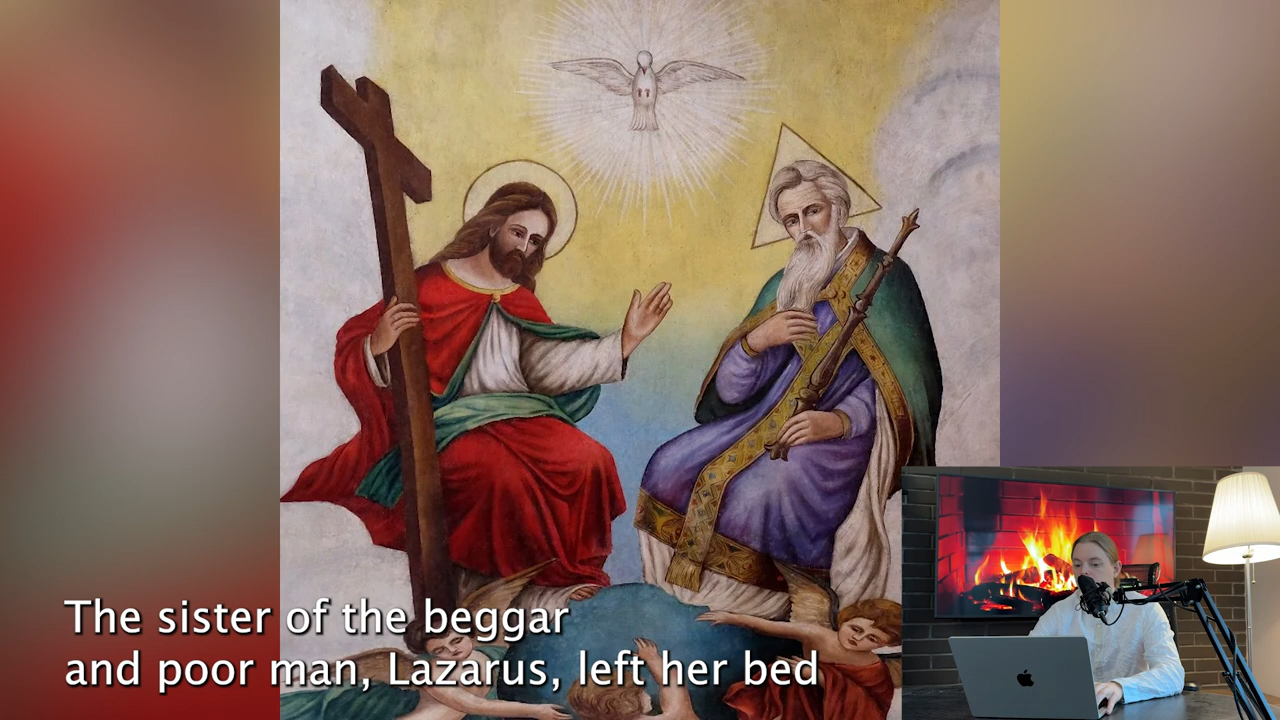 The sister of the beggar
and poor man, Lazarus, left her bed